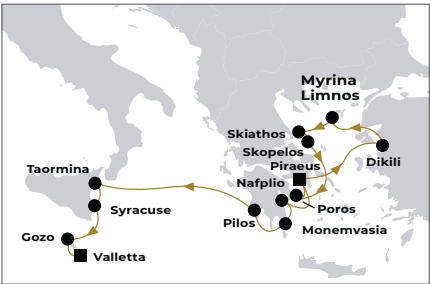 Myrina
Limnos
Skiathos
Skopelos
Piraeus
Dikili
Taormina
Nafplio
Poros
Syracuse
Pilos
Monemvasia
Gozo
Valletta